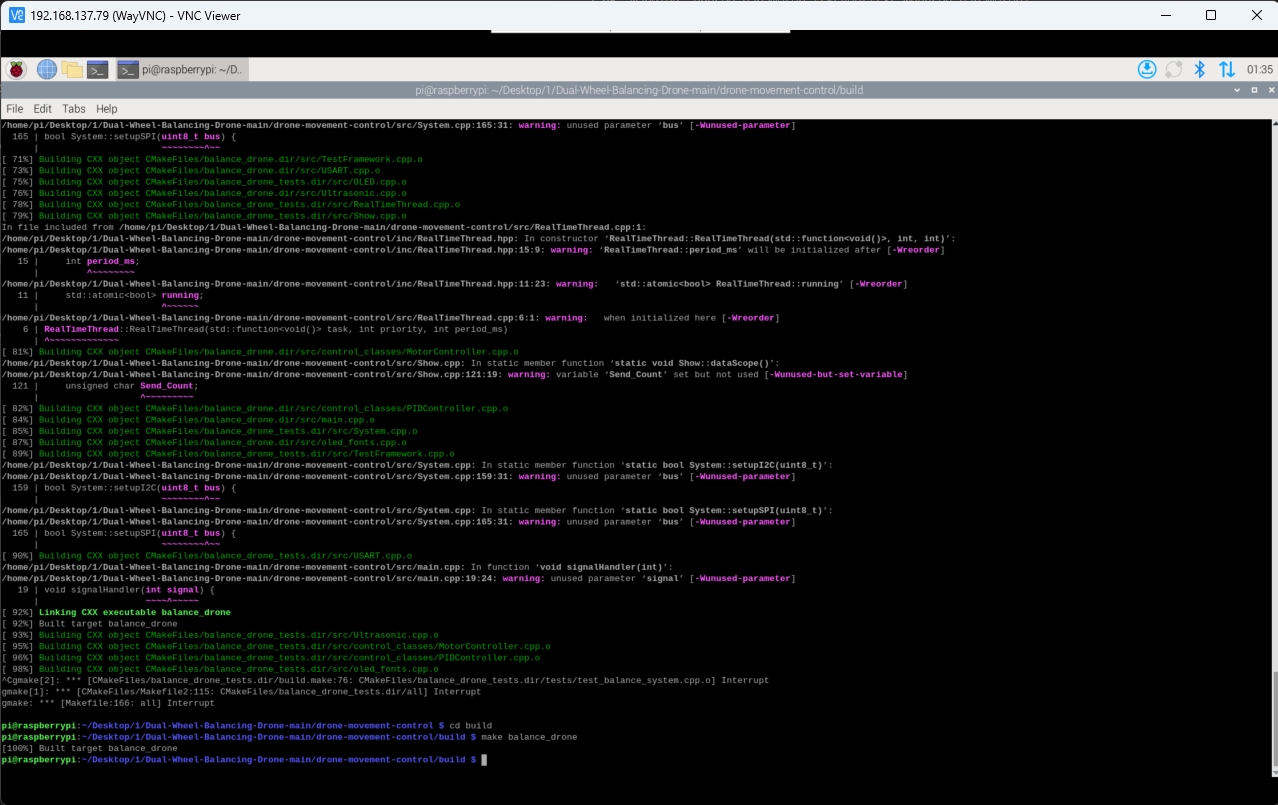 192.168.137.79 (WayVNC) - VNC Viewer
pi@raspberrypi: ~/D..
01:35
pi@raspberrypi: ~/Desktop/1/Dual-Wheel-Balancing-Drone-main/drone-movement-control/build
File Edit Tabs Help
/home/pi/Desktop/1/Dual-Wheel-Balancing-Drone-main/drone-movement-control/src/System.cpp:165:31: warning: unused parameter ‘bus’ [-Wunused-parameter]
  165 | bool System::setupSPI(uint8_t bus) {
      |                       ~~~~~~~~^~~
[ 71%] Building CXX object CMakeFiles/balance_drone.dir/src/TestFramework.cpp.o
[ 73%] Building CXX object CMakeFiles/balance_drone.dir/src/USART.cpp.o
[ 75%] Building CXX object CMakeFiles/balance_drone_tests.dir/src/OLED.cpp.o
[ 76%] Building CXX object CMakeFiles/balance_drone.dir/src/Ultrasonic.cpp.o
[ 78%] Building CXX object CMakeFiles/balance_drone_tests.dir/src/RealTimeThread.cpp.o
[ 79%] Building CXX object CMakeFiles/balance_drone_tests.dir/src/Show.cpp.o
In file included from /home/pi/Desktop/1/Dual-Wheel-Balancing-Drone-main/drone-movement-control/src/RealTimeThread.cpp:1:
/home/pi/Desktop/1/Dual-Wheel-Balancing-Drone-main/drone-movement-control/inc/RealTimeThread.hpp: In constructor ‘RealTimeThread::RealTimeThread(std::function<void()>, int, int)’:
/home/pi/Desktop/1/Dual-Wheel-Balancing-Drone-main/drone-movement-control/inc/RealTimeThread.hpp:15:9: warning: ‘RealTimeThread::period_ms’ will be initialized after [-Wreorder]
   15 |     int period_ms;
      |         ^~~~~~~~~
/home/pi/Desktop/1/Dual-Wheel-Balancing-Drone-main/drone-movement-control/inc/RealTimeThread.hpp:11:23: warning:   ‘std::atomic<bool> RealTimeThread::running’ [-Wreorder]
   11 |     std::atomic<bool> running;
      |                       ^~~~~~~
/home/pi/Desktop/1/Dual-Wheel-Balancing-Drone-main/drone-movement-control/src/RealTimeThread.cpp:6:1: warning:   when initialized here [-Wreorder]
    6 | RealTimeThread::RealTimeThread(std::function<void()> task, int priority, int period_ms)
      | ^~~~~~~~~~~~~~
[ 81%] Building CXX object CMakeFiles/balance_drone.dir/src/control_classes/MotorController.cpp.o
/home/pi/Desktop/1/Dual-Wheel-Balancing-Drone-main/drone-movement-control/src/Show.cpp: In static member function ‘static void Show::dataScope()’:
/home/pi/Desktop/1/Dual-Wheel-Balancing-Drone-main/drone-movement-control/src/Show.cpp:121:19: warning: variable ‘Send_Count’ set but not used [-Wunused-but-set-variable]
  121 |     unsigned char Send_Count;
      |                   ^~~~~~~~~~
[ 82%] Building CXX object CMakeFiles/balance_drone.dir/src/control_classes/PIDController.cpp.o
[ 84%] Building CXX object CMakeFiles/balance_drone.dir/src/main.cpp.o
[ 85%] Building CXX object CMakeFiles/balance_drone_tests.dir/src/System.cpp.o
[ 87%] Building CXX object CMakeFiles/balance_drone.dir/src/oled_fonts.cpp.o
[ 89%] Building CXX object CMakeFiles/balance_drone_tests.dir/src/TestFramework.cpp.o
/home/pi/Desktop/1/Dual-Wheel-Balancing-Drone-main/drone-movement-control/src/System.cpp: In static member function ‘static bool System::setupI2C(uint8_t)’:
/home/pi/Desktop/1/Dual-Wheel-Balancing-Drone-main/drone-movement-control/src/System.cpp:159:31: warning: unused parameter ‘bus’ [-Wunused-parameter]
  159 | bool System::setupI2C(uint8_t bus) {
      |                       ~~~~~~~~^~~
/home/pi/Desktop/1/Dual-Wheel-Balancing-Drone-main/drone-movement-control/src/System.cpp: In static member function ‘static bool System::setupSPI(uint8_t)’:
/home/pi/Desktop/1/Dual-Wheel-Balancing-Drone-main/drone-movement-control/src/System.cpp:165:31: warning: unused parameter ‘bus’ [-Wunused-parameter]
  165 | bool System::setupSPI(uint8_t bus) {
      |                       ~~~~~~~~^~~
[ 90%] Building CXX object CMakeFiles/balance_drone_tests.dir/src/USART.cpp.o
/home/pi/Desktop/1/Dual-Wheel-Balancing-Drone-main/drone-movement-control/src/main.cpp: In function ‘void signalHandler(int)’:
/home/pi/Desktop/1/Dual-Wheel-Balancing-Drone-main/drone-movement-control/src/main.cpp:19:24: warning: unused parameter ‘signal’ [-Wunused-parameter]
   19 | void signalHandler(int signal) {
      |                    ~~~~^~~~~~
[ 92%] Linking CXX executable balance_drone
[ 92%] Built target balance_drone
[ 93%] Building CXX object CMakeFiles/balance_drone_tests.dir/src/Ultrasonic.cpp.o
[ 95%] Building CXX object CMakeFiles/balance_drone_tests.dir/src/control_classes/MotorController.cpp.o
[ 96%] Building CXX object CMakeFiles/balance_drone_tests.dir/src/control_classes/PIDController.cpp.o
[ 98%] Building CXX object CMakeFiles/balance_drone_tests.dir/src/oled_fonts.cpp.o
^Cgmake[2]: *** [CMakeFiles/balance_drone_tests.dir/build.make:76: CMakeFiles/balance_drone_tests.dir/tests/test_balance_system.cpp.o] Interrupt
gmake[1]: *** [CMakeFiles/Makefile2:115: CMakeFiles/balance_drone_tests.dir/all] Interrupt
gmake: *** [Makefile:166: all] Interrupt
pi@raspberrypi:~/Desktop/1/Dual-Wheel-Balancing-Drone-main/drone-movement-control $ cd build
pi@raspberrypi:~/Desktop/1/Dual-Wheel-Balancing-Drone-main/drone-movement-control/build $ make balance_drone
[100%] Built target balance_drone
pi@raspberrypi:~/Desktop/1/Dual-Wheel-Balancing-Drone-main/drone-movement-control/build $